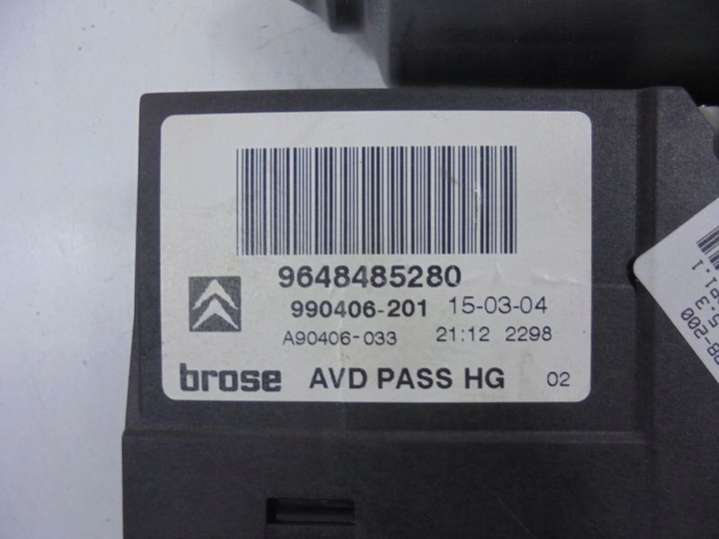 9648485280
990406-201 15-03-04
A90406-033 21:12 2298
brose AVD PASS HG 02